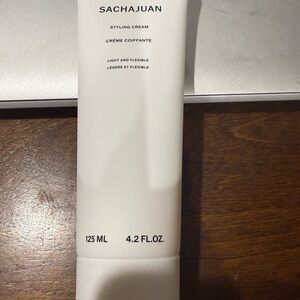 SACHAJUAN
STYLING CREAM
CRÈME COIFFANTE
LIGHT AND FLEXIBLE
LÉGÈRE ET FLEXIBLE
125 ML 4.2 FL.OZ.